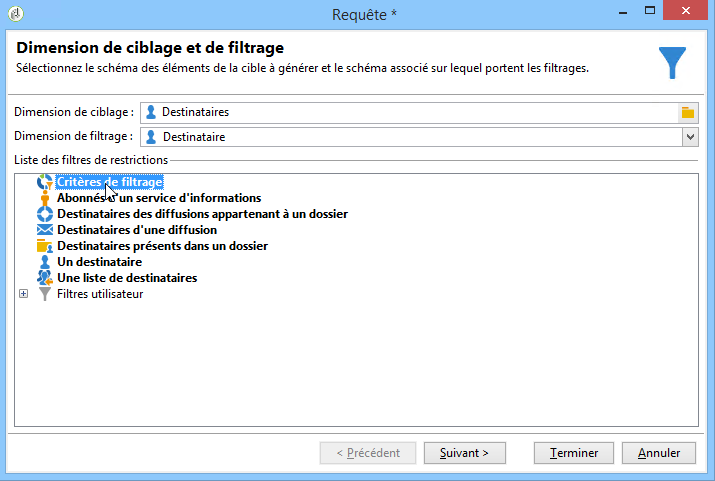 Requête *
Dimension de ciblage et de filtrage
Sélectionnez le schéma des éléments de la cible à générer et le schéma associé sur lequel portent les filtrages.
Dimension de ciblage : Destinataires
Dimension de filtrage : Destinataire
Liste des filtres de restrictions
Critères de filtrage
Abonnés d'un service d'informations
Destinataires des diffusions appartenant à un dossier
Destinataires d'une diffusion
Destinataires présents dans un dossier
Un destinataire
Une liste de destinataires
Filtres utilisateur
< Précédent Suivant > Terminer Annuler